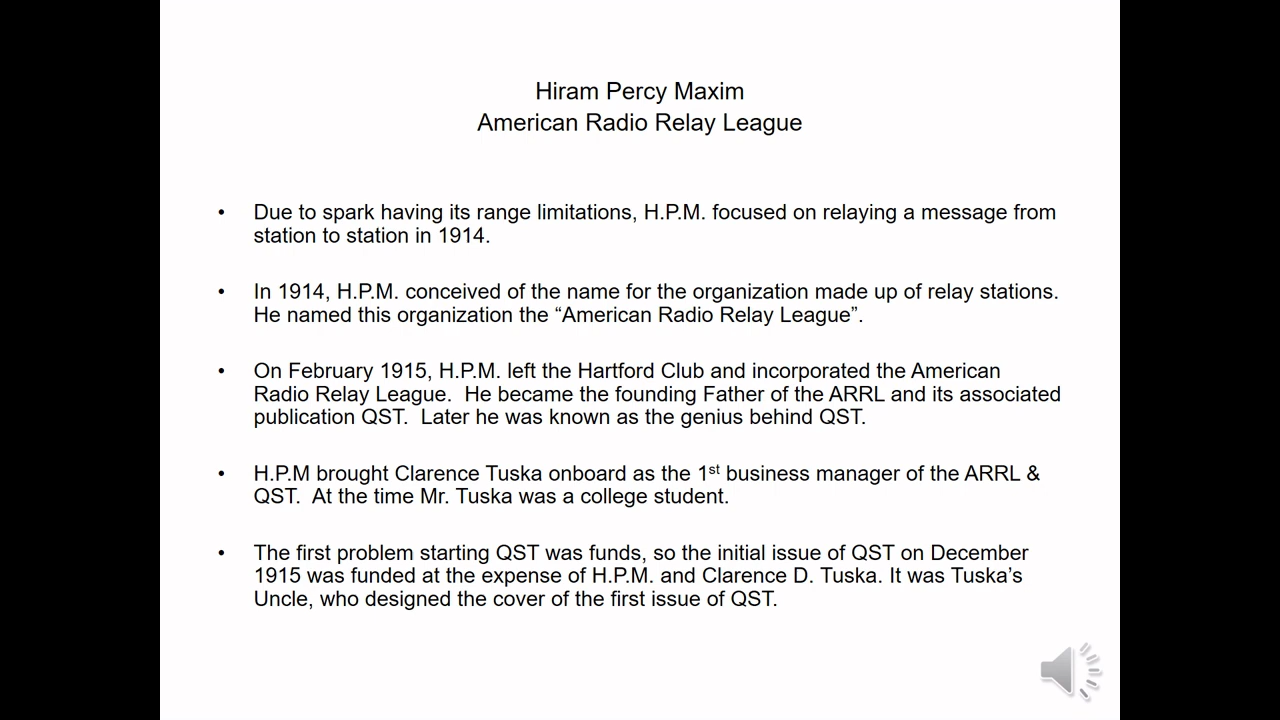 Hiram Percy Maxim
American Radio Relay League
• Due to spark having its range limitations, H.P.M. focused on relaying a message from
station to station in 1914.
• In 1914, H.P.M. conceived of the name for the organization made up of relay stations.
He named this organization the “American Radio Relay League”.
• On February 1915, H.P.M. left the Hartford Club and incorporated the American
Radio Relay League.  He became the founding Father of the ARRL and its associated
publication QST.  Later he was known as the genius behind QST.
• H.P.M brought Clarence Tuska onboard as the 1st business manager of the ARRL &
QST.  At the time Mr. Tuska was a college student.
• The first problem starting QST was funds, so the initial issue of QST on December
1915 was funded at the expense of H.P.M. and Clarence D. Tuska. It was Tuska’s
Uncle, who designed the cover of the first issue of QST.